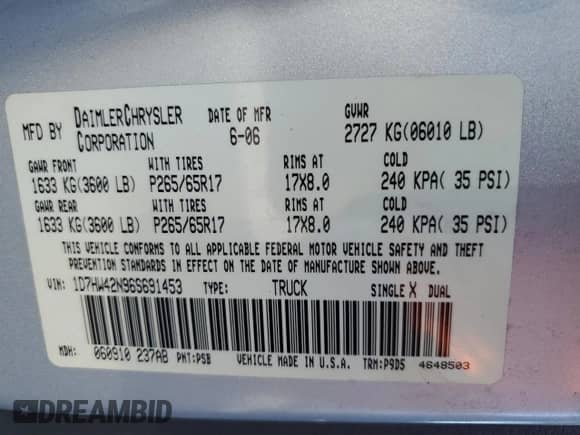 MFD BY DAIMLERCHRYSLER CORPORATION DATE OF MFR 6-06 GVWR 2727 KG(06010 LB)
GAWR FRONT WITH TIRES RIMS AT COLD
1633 KG(3600 LB) P265/65R17 17X8.0 240 KPA( 35 PSI)
GAWR REAR WITH TIRES RIMS AT COLD
1633 KG(3600 LB) P265/65R17 17X8.0 240 KPA( 35 PSI)
THIS VEHICLE CONFORMS TO ALL APPLICABLE FEDERAL MOTOR VEHICLE SAFETY AND THEFT
PREVENTION STANDARDS IN EFFECT ON THE DATE OF MANUFACTURE SHOWN ABOVE.
VIN: 1D7HW42N96S691453 TYPE: TRUCK SINGLE X DUAL
MDH: 060910 237AB PNT:PSB VEHICLE MADE IN U.S.A. TRM:P9D5 4648503
DREAMBID